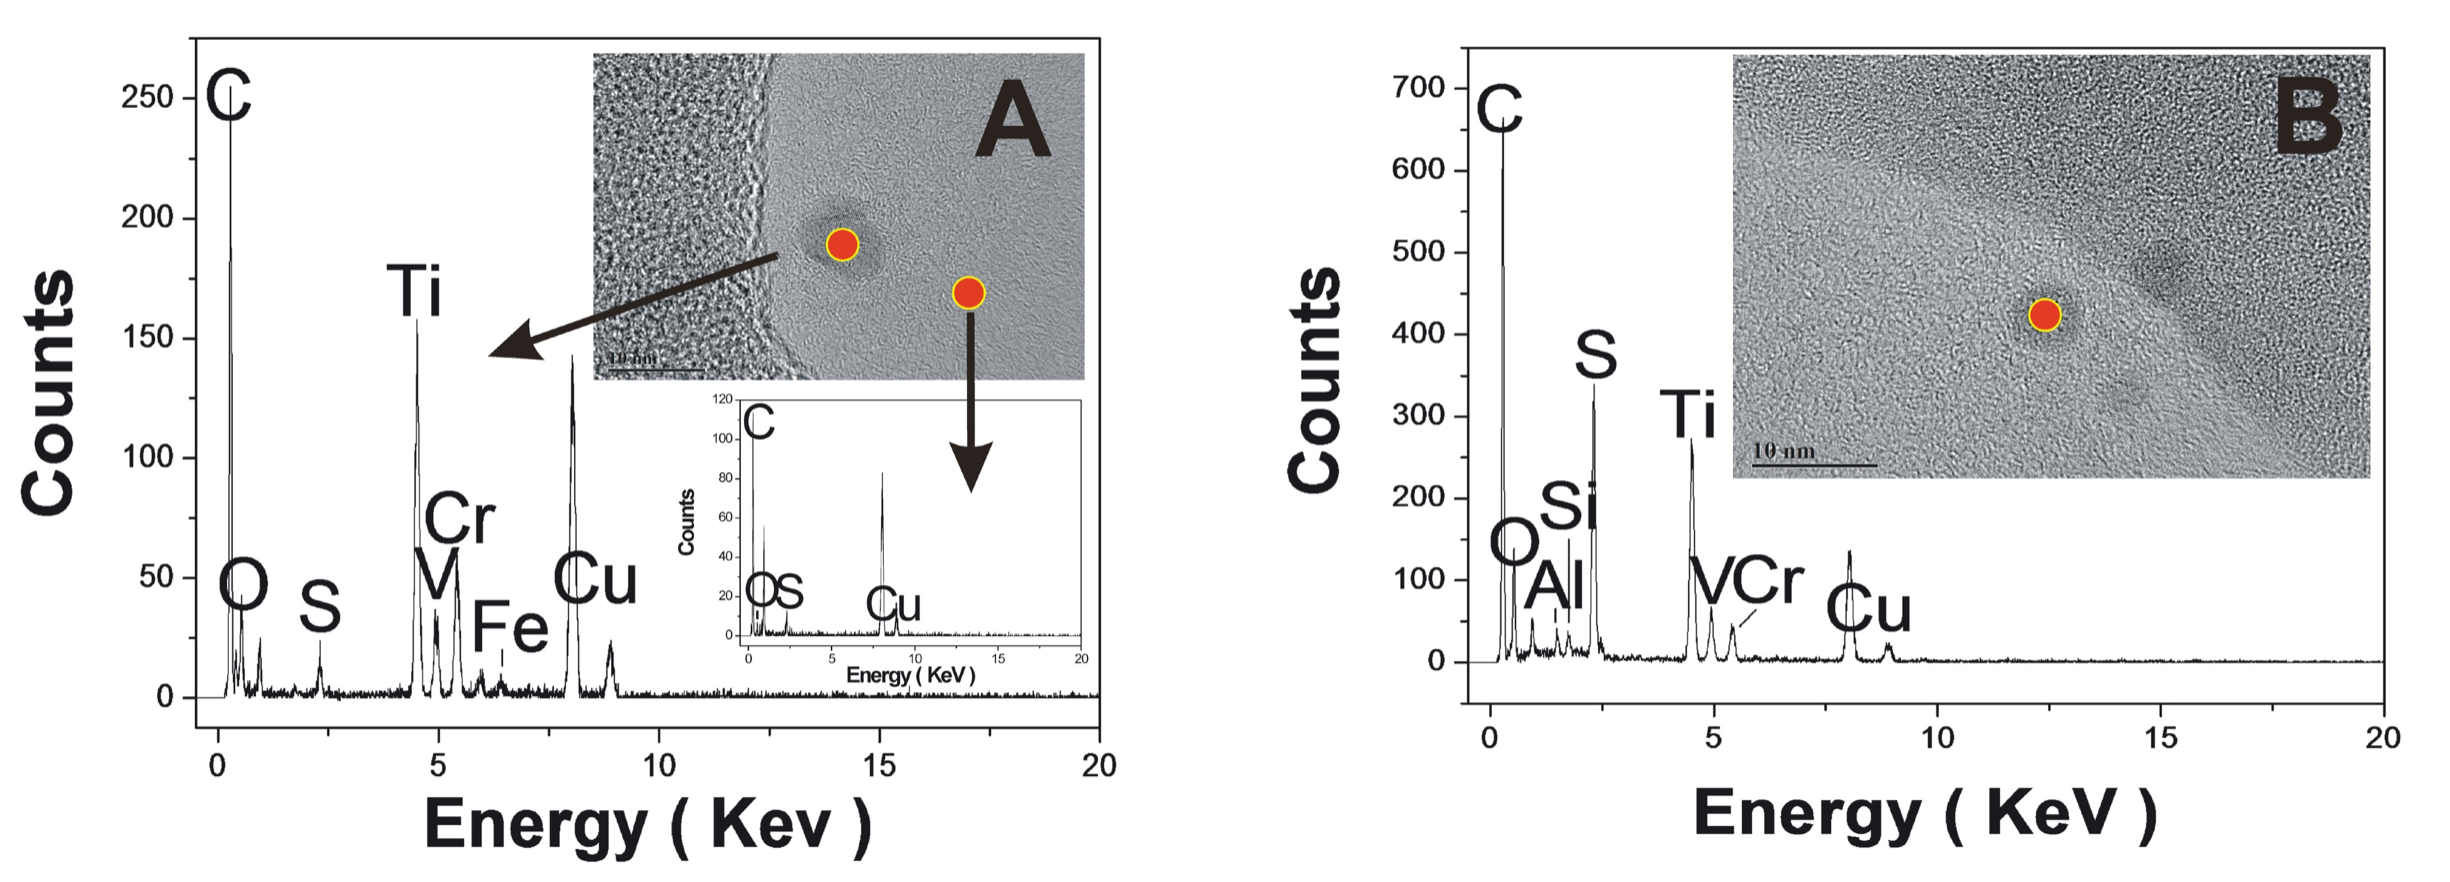 A
250
200
150
100
50
0
Counts
C
O
S
Ti
V
Cr
Fe
Cu
10 nm
120
100
80
60
40
20
0
Counts
C
O
S
Cu
0 5 10 15 20
Energy ( KeV )
0 5 10 15 20
Energy ( Kev )
B
700
600
500
400
300
200
100
0
Counts
C
O
Al
Si
S
Ti
V
Cr
Cu
10 nm
0 5 10 15 20
Energy ( KeV )